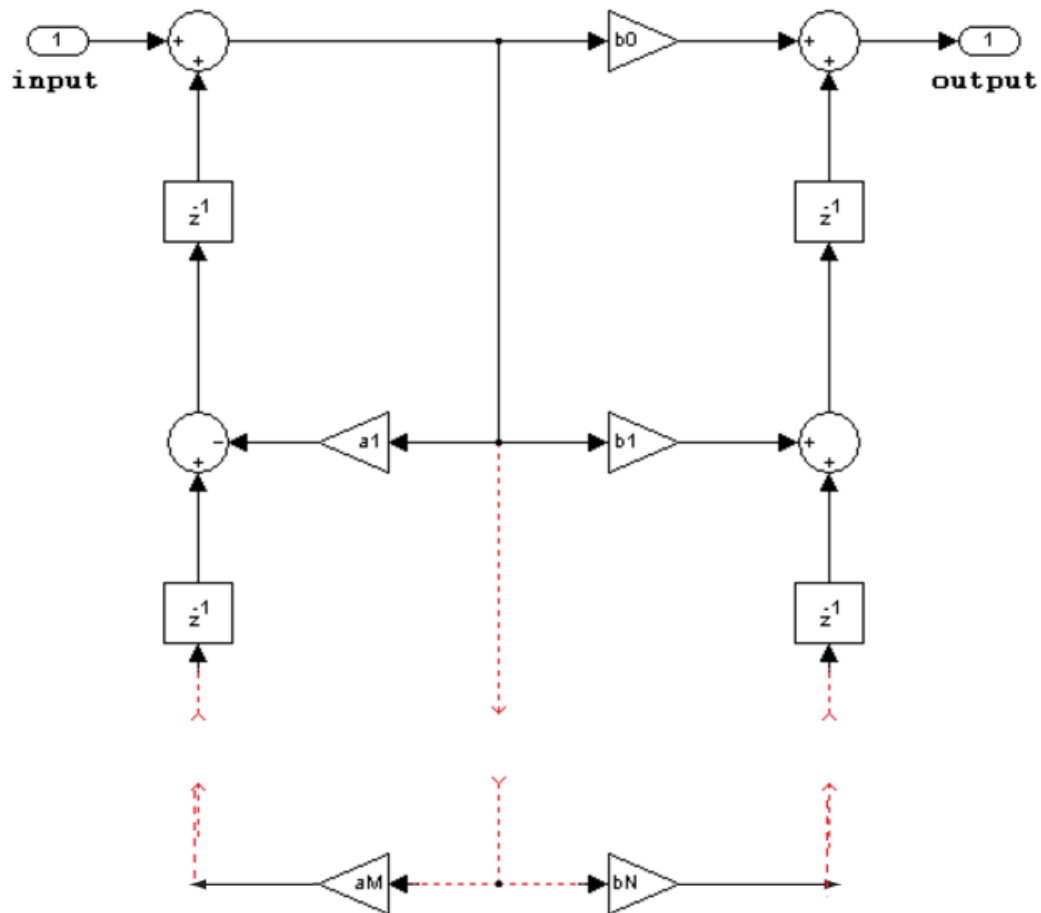 1 + + b0 + + 1
input output
z^-1 z^-1
- + a1 b1 + +
z^-1 z^-1
aM bN